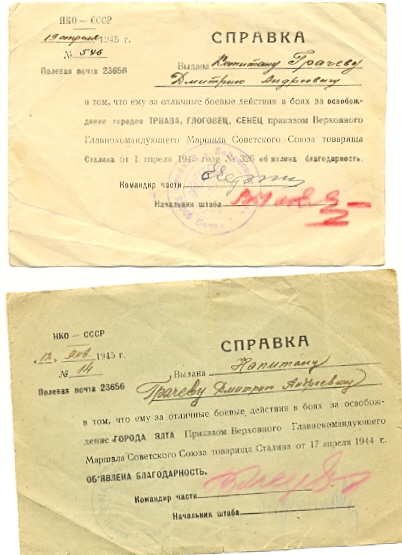 НКО — СССР
19 апреля 1945 г.
№ 546
Полевая почта 23656
СПРАВКА
Выдана Капитану Грачеву
Дмитрию Андреевичу
в том, что ему за отличные боевые действия в боях за освобож-
дение городов ТРНАВА, ГЛОГОВЕЦ, СЕНЕЦ приказом Верховного
Главнокомандующего Маршала Советского Союза товарища
Сталина от 1 апреля 1945 года № 326 объявлена благодарность.
Командир части
Начальник штаба
НКО — СССР
12 янв 1945 г.
№ 14
Полевая почта 23656
СПРАВКА
Выдана Капитану
Грачеву Дмитрию Андреевичу
в том, что ему за отличные боевые действия в боях за освобож-
дение ГОРОДА ЯЛТА Приказом Верховного Главнокомандующего
Маршала Советского Союза товарища Сталина от 17 апреля 1944 г.
ОБ'ЯВЛЕНА БЛАГОДАРНОСТЬ.
Командир части
Начальник штаба